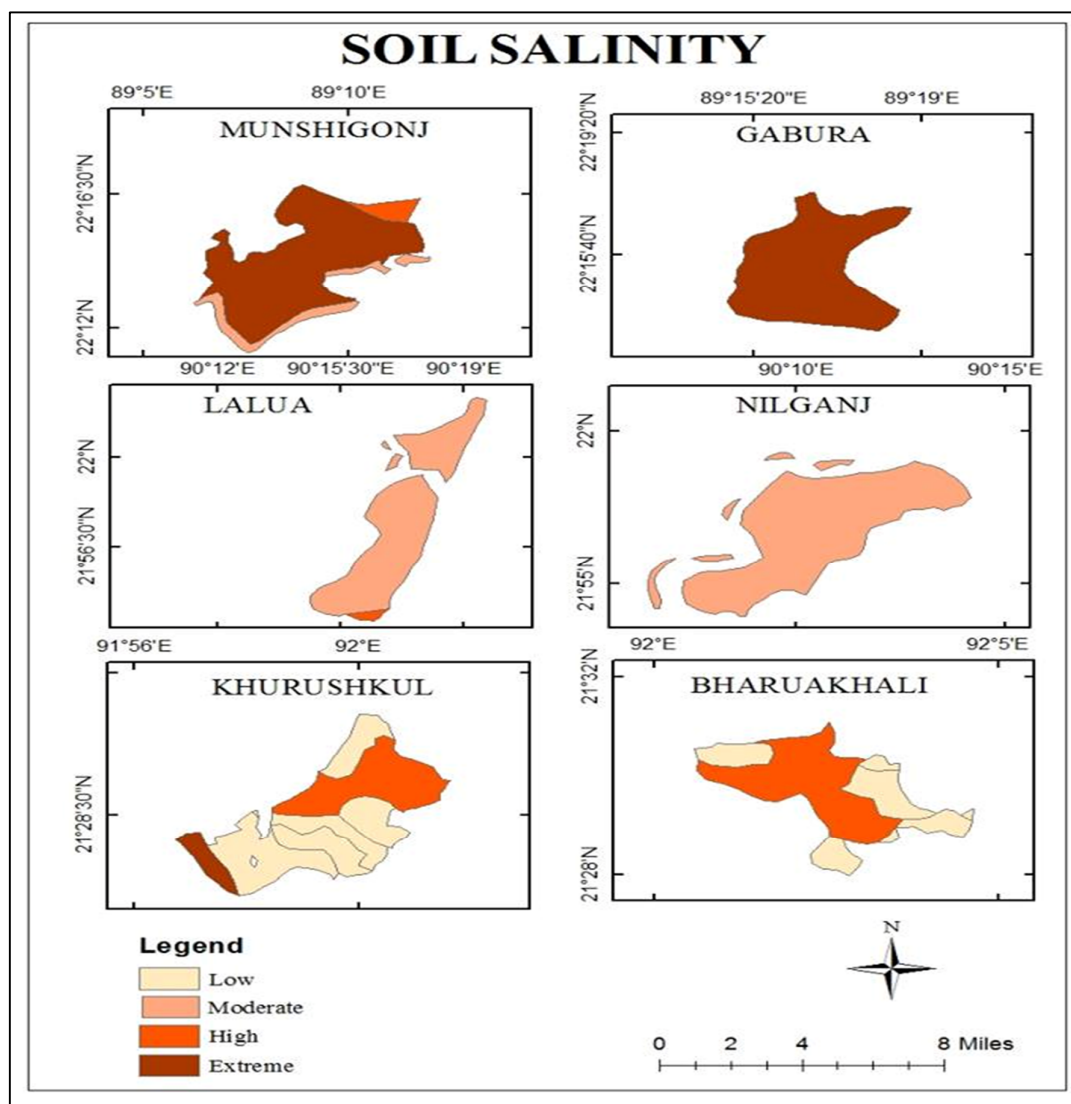 SOIL SALINITY
89°5'E 89°10'E
MUNSHIGONJ
22°16'30"N
22°12'N
89°15'20"E 89°19'E
GABURA
22°19'20"N
22°15'40"N
90°12'E 90°15'30"E 90°19'E
LALUA
22°N
21°56'30"N
90°10'E 90°15'E
NILGANJ
22°N
21°55'N
91°56'E 92°E
KHURUSHKUL
21°28'30"N
92°E 92°5'E
BHARUAKHALI
21°32'N
21°28'N
Legend
Low
Moderate
High
Extreme
N
0 2 4 8 Miles